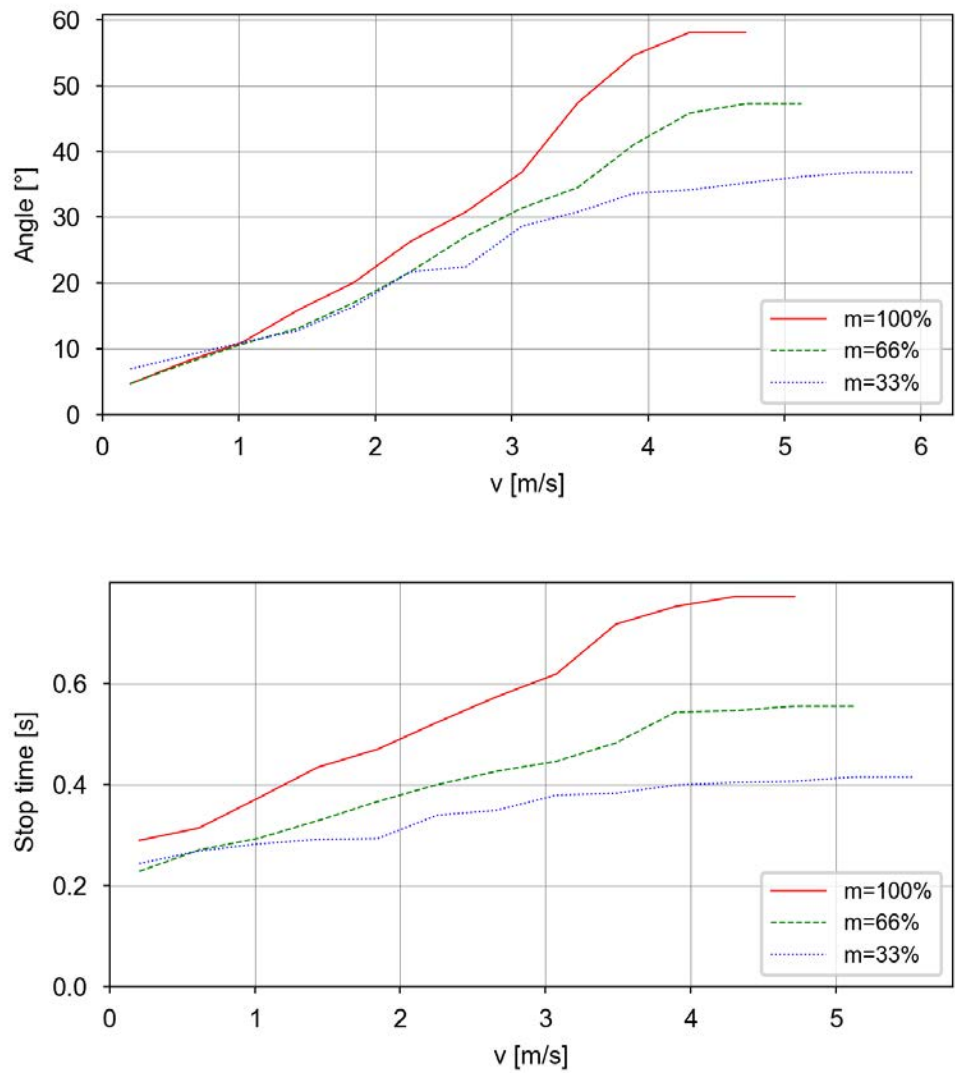 60
50
40
30
20
10
0
Angle [°]
m=100%
m=66%
m=33%
0 1 2 3 4 5 6
v [m/s]
0.6
0.4
0.2
0.0
Stop time [s]
m=100%
m=66%
m=33%
0 1 2 3 4 5
v [m/s]